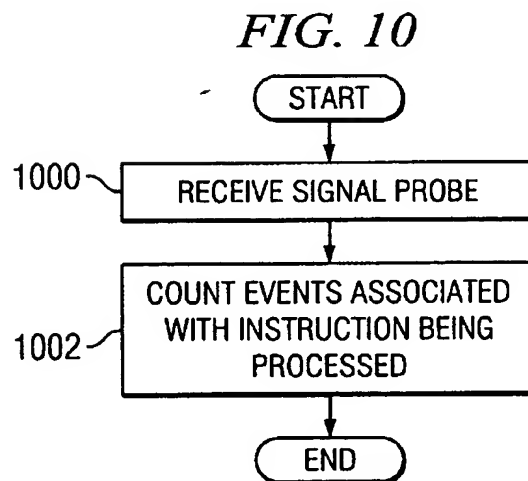 FIG. 10
START
1000
RECEIVE SIGNAL PROBE
COUNT EVENTS ASSOCIATED
WITH INSTRUCTION BEING
PROCESSED
1002
END